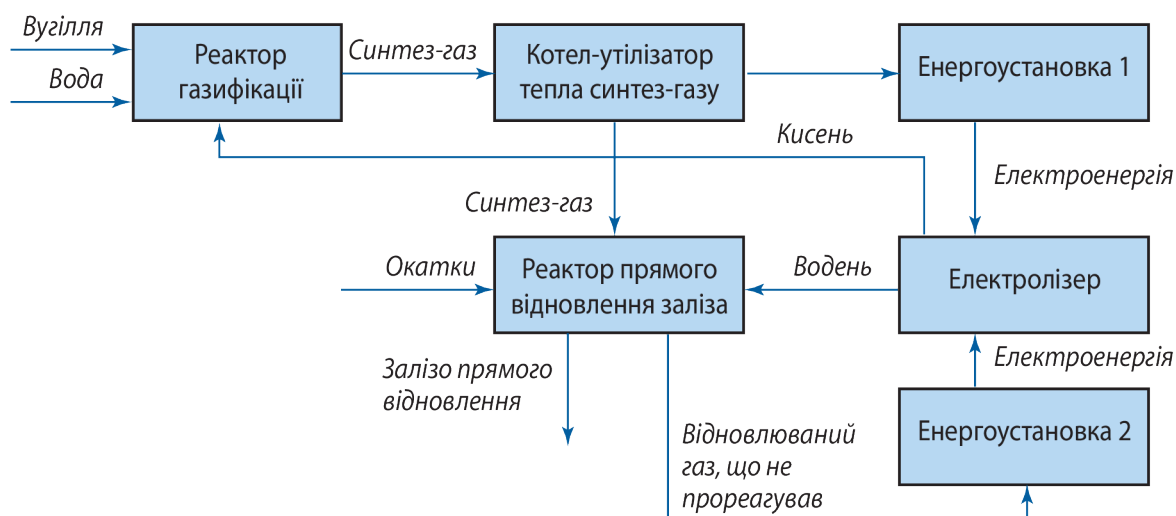 Вугілля
Вода
Реактор
газифікації
Синтез-газ
Котел-утилізатор
тепла синтез-газу
Енергоустановка 1
Кисень
Електроенергія
Синтез-газ
Окатки
Реактор прямого
відновлення заліза
Водень
Електролізер
Електроенергія
Залізо прямого
відновлення
Відновлюваний
газ, що не
прореагував
Енергоустановка 2